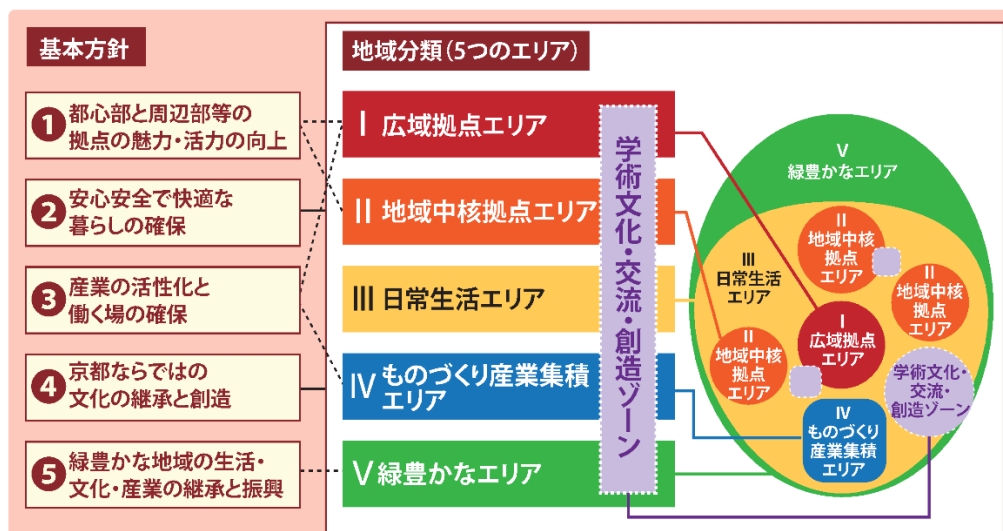 基本方針
❶ 都心部と周辺部等の
拠点の魅力・活力の向上
❷ 安心安全で快適な
暮らしの確保
❸ 産業の活性化と
働く場の確保
❹ 京都ならではの
文化の継承と創造
❺ 緑豊かな地域の生活・
文化・産業の継承と振興
地域分類(5つのエリア)
Ⅰ 広域拠点エリア
Ⅱ 地域中核拠点エリア
Ⅲ 日常生活エリア
Ⅳ ものづくり産業集積
エリア
Ⅴ 緑豊かなエリア
学術文化・交流・創造ゾーン
Ⅴ
緑豊かなエリア
Ⅱ
地域中核
拠点
エリア
Ⅲ
日常生活
エリア
Ⅱ
地域中核
拠点
エリア
Ⅰ
広域拠点
エリア
Ⅱ
地域中核
拠点
エリア
学術文化・
交流・
創造ゾーン
Ⅳ
ものづくり
産業集積
エリア